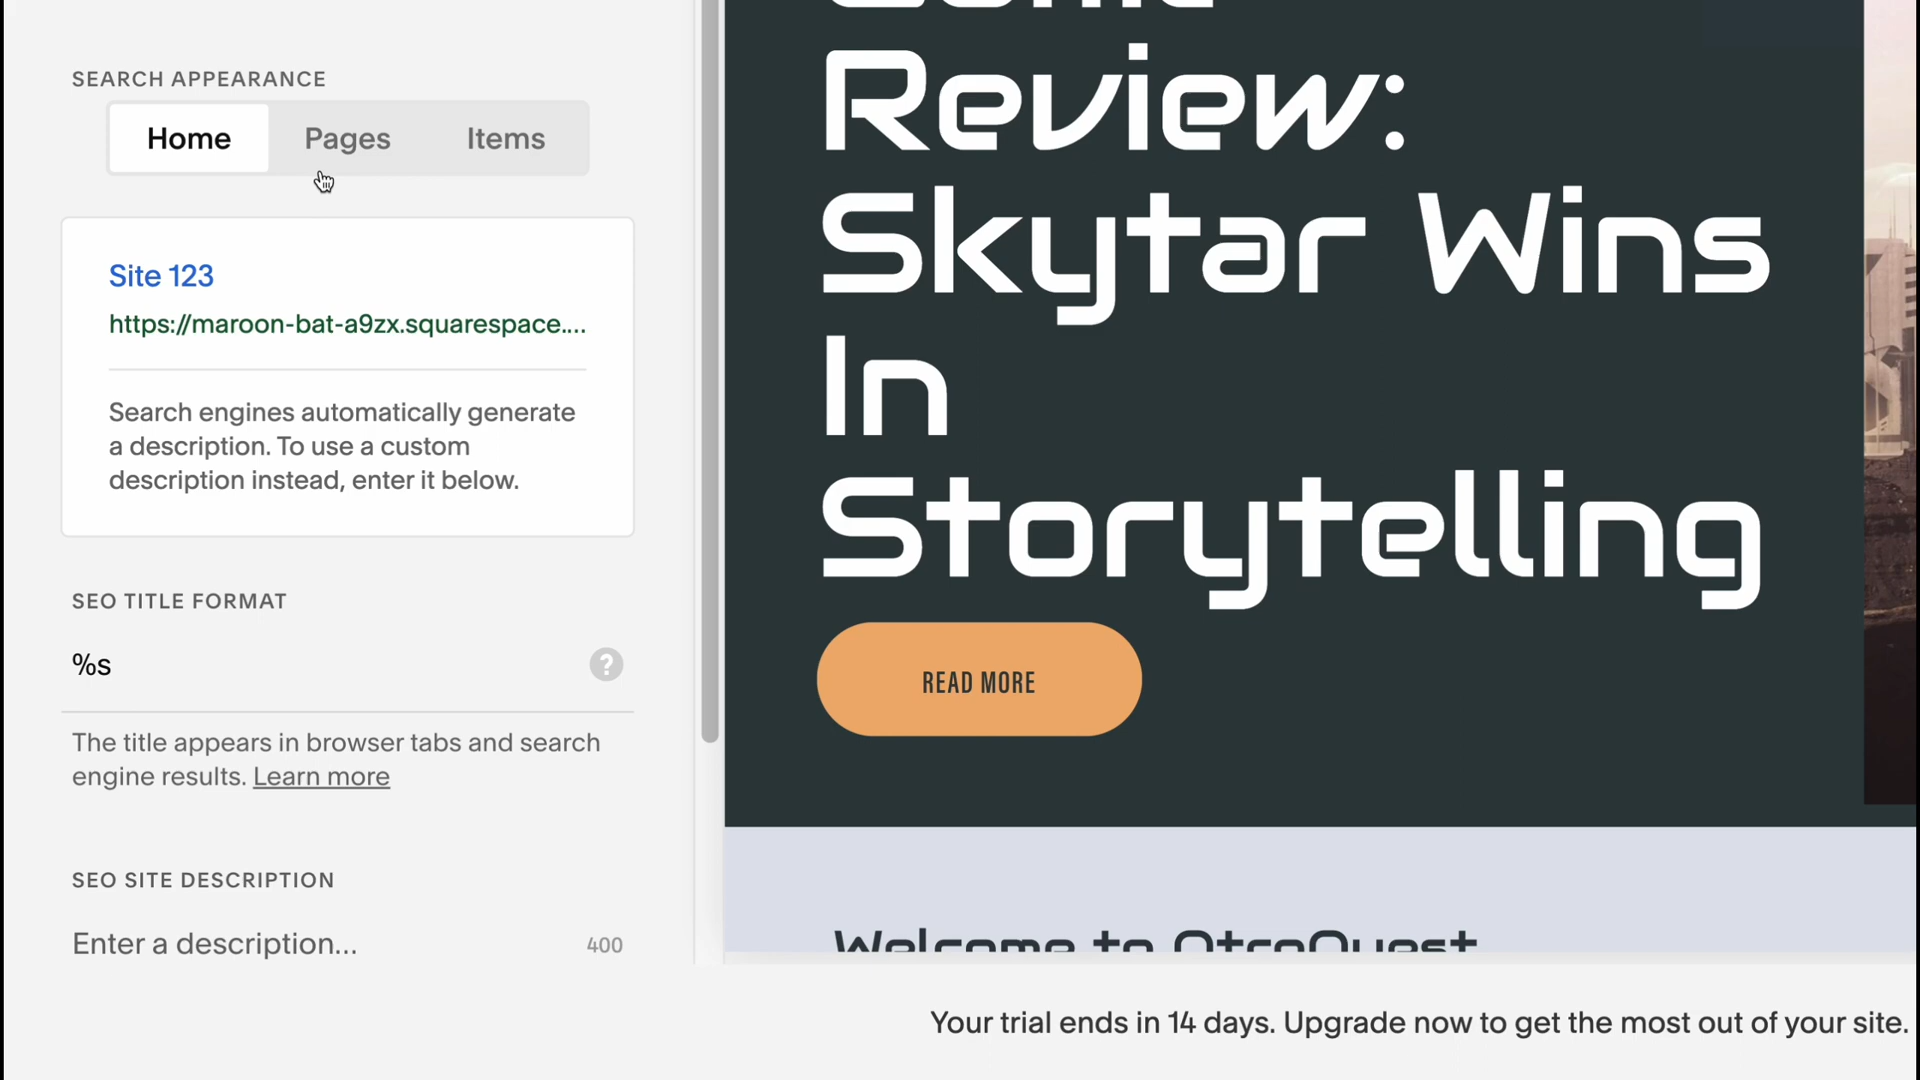 SEARCH APPEARANCE
Home Pages Items
Site 123
https://maroon-bat-a9zx.squarespace....
Search engines automatically generate
a description. To use a custom
description instead, enter it below.
SEO TITLE FORMAT
%s
?
The title appears in browser tabs and search
engine results. Learn more
SEO SITE DESCRIPTION
Enter a description...
400
Review:
Skytar Wins
In
Storytelling
READ MORE
Welcome to OtroQuest
Your trial ends in 14 days. Upgrade now to get the most out of your site.